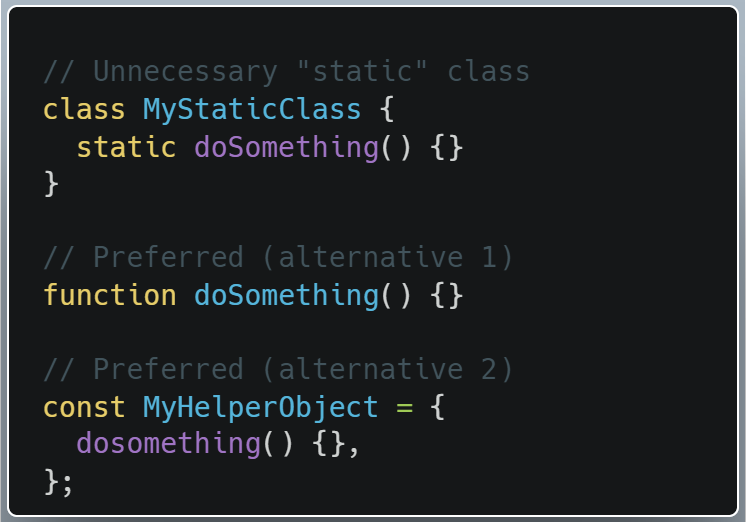 // Unnecessary "static" class
class MyStaticClass {
  static doSomething() {}
}

// Preferred (alternative 1)
function doSomething() {}

// Preferred (alternative 2)
const MyHelperObject = {
  dosomething() {},
};